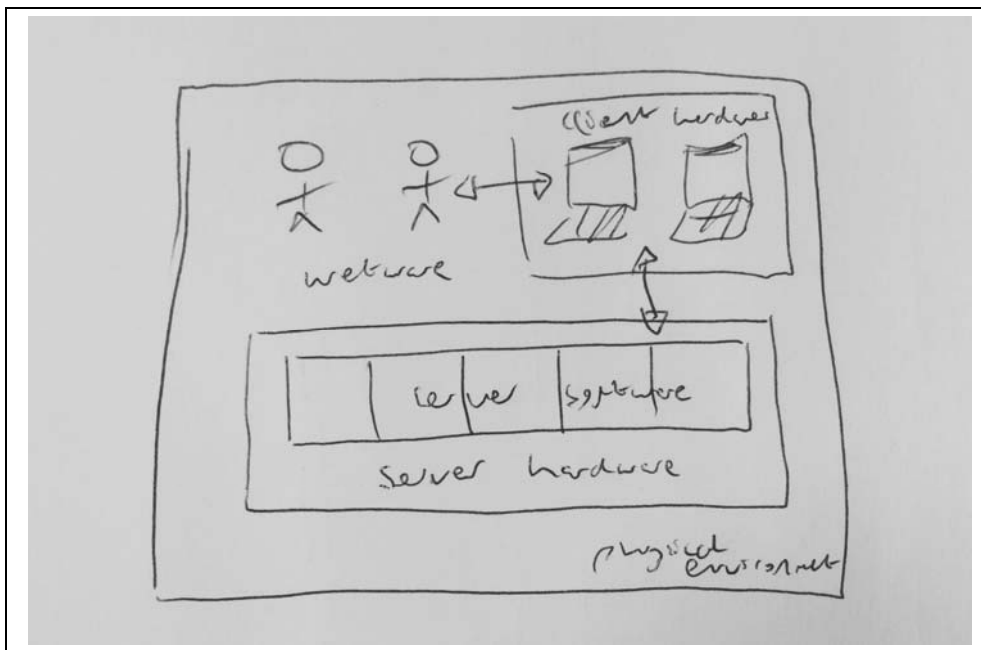 client hardware
wetware
server software
server hardware
physical
environment